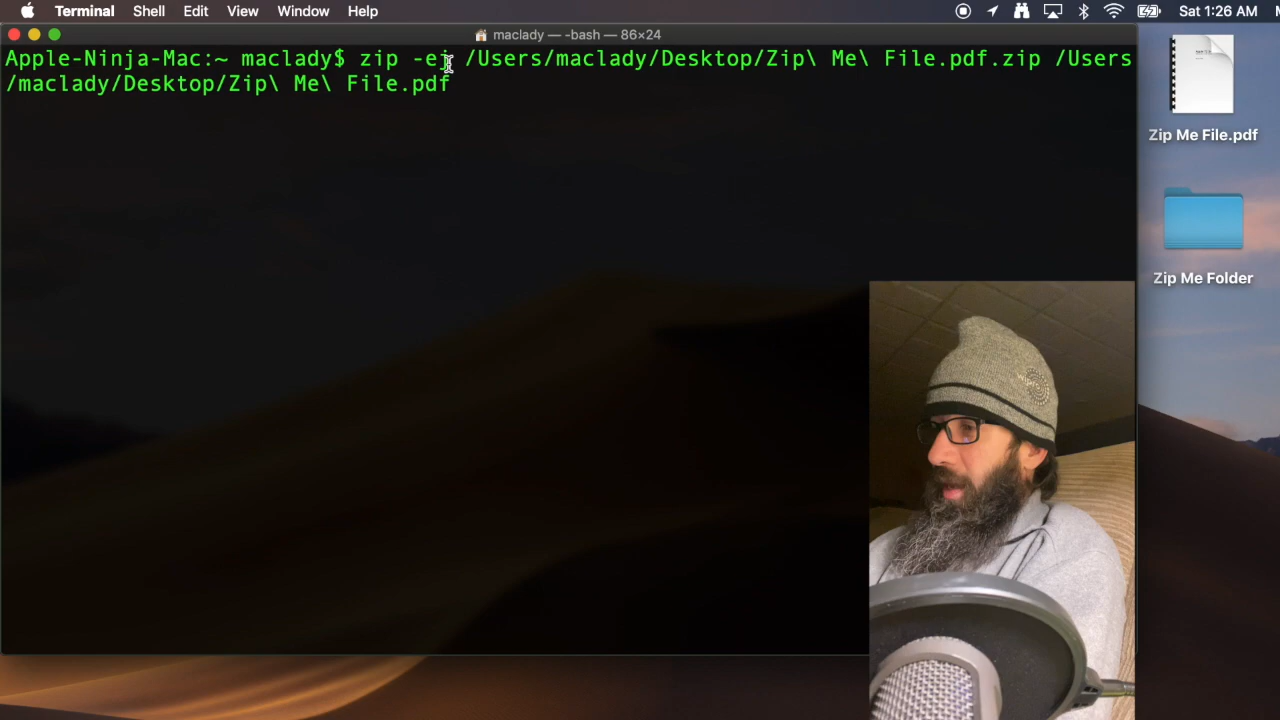 Terminal Shell Edit View Window Help Sat 1:26 AM
maclady — -bash — 86×24
Apple-Ninja-Mac:~ maclady$ zip -ej /Users/maclady/Desktop/Zip\ Me\ File.pdf.zip /Users
/maclady/Desktop/Zip\ Me\ File.pdf
Zip Me File.pdf
Zip Me Folder